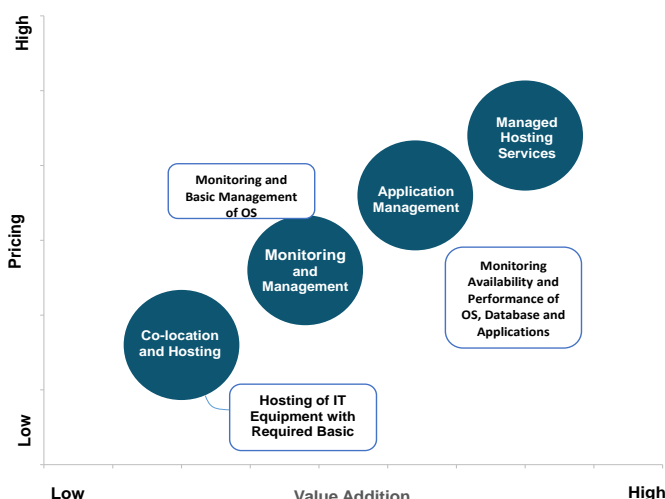 High
Managed
Hosting
Services
Monitoring and
Basic Management
of OS
Application
Management
Pricing
Monitoring
and
Management
Monitoring
Availability and
Performance of
OS, Database and
Applications
Co-location
and Hosting
Hosting of IT
Equipment with
Required Basic
Low
Low
Value Addition
High